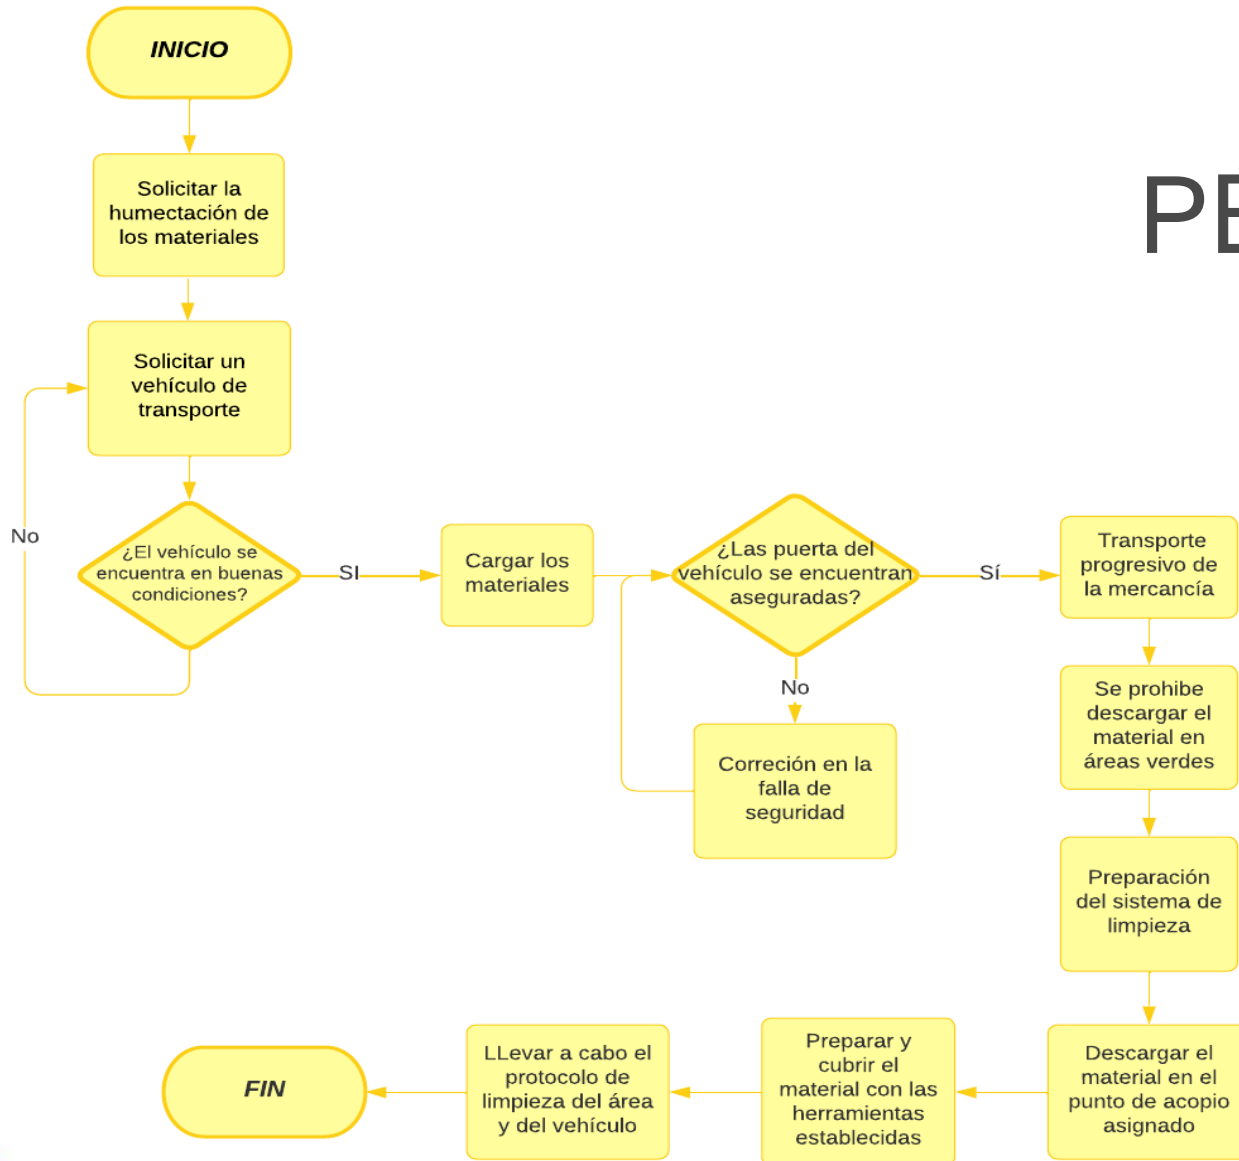 INICIO
Solicitar la
humectación de
los materiales
Solicitar un
vehículo de
transporte
No
¿El vehículo se
encuentra en buenas
condiciones?
SI
Cargar los
materiales
¿Las puerta del
vehículo se encuentran
aseguradas?
Sí
No
Correción en la
falla de
seguridad
Transporte
progresivo de
la mercancía
Se prohibe
descargar el
material en
áreas verdes
Preparación
del sistema de
limpieza
Descargar el
material en el
punto de acopio
asignado
Preparar y
cubrir el
material con las
herramientas
establecidas
LLevar a cabo el
protocolo de
limpieza del área
y del vehículo
FIN